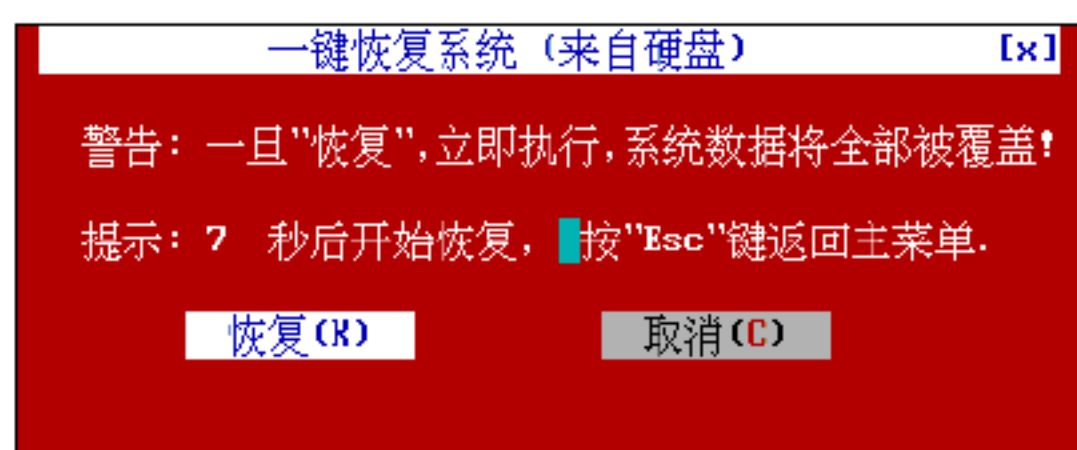 一键恢复系统 (来自硬盘) [x]
警告: 一旦"恢复",立即执行,系统数据将全部被覆盖!
提示: 7 秒后开始恢复, 按"Esc"键返回主菜单.
恢复(K) 取消(C)